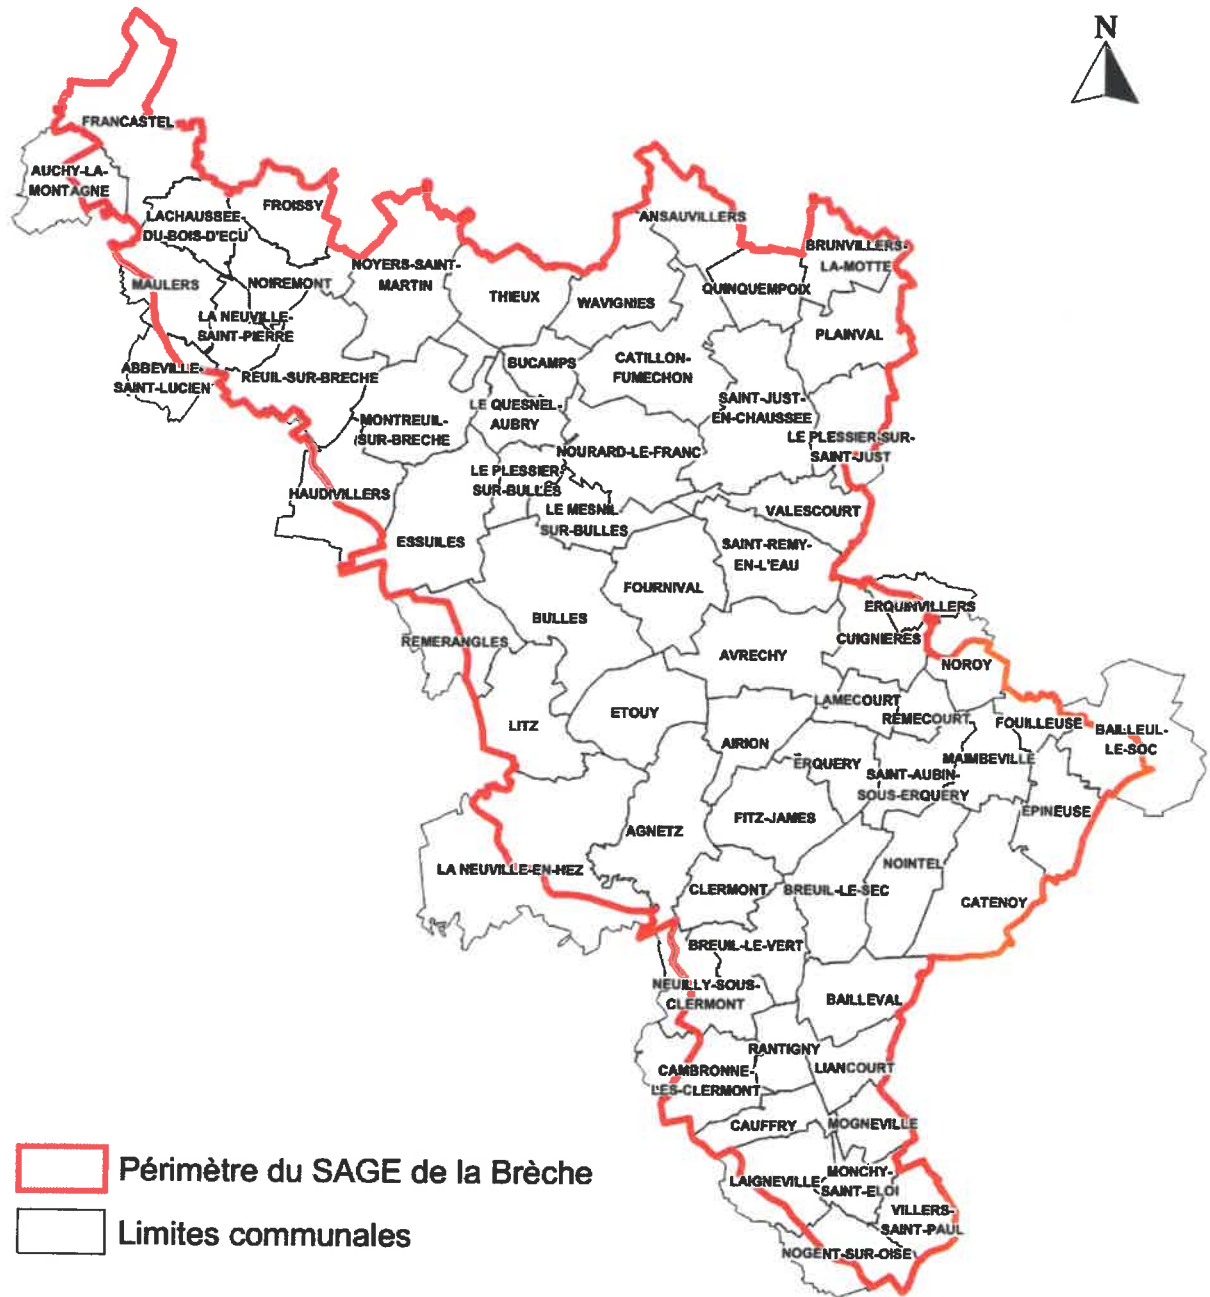 N
FRANCASTEL
AUCHY-LA-
MONTAGNE
LACHAUSSEE-
DU-BOIS-D'ECU
FROISSY
MAULERS
NOIREMONT
LA NEUVILLE-
SAINT-PIERRE
NOYERS-SAINT-
MARTIN
ABBEVILLE-
SAINT-LUCIEN
REUIL-SUR-BRECHE
THIEUX
WAVIGNIES
ANSAUVILLERS
QUINQUEMPOIX
BRUNVILLERS-
LA-MOTTE
PLAINVAL
BUCAMPS
CATILLON-
FUMECHON
MONTREUIL-
SUR-BRECHE
LE QUESNEL-
AUBRY
SAINT-JUST-
EN-CHAUSSEE
LE PLESSIER-SUR-
SAINT-JUST
NOURARD-LE-FRANC
LE PLESSIER-
SUR-BULLES
LE MESNIL
SUR-BULLES
HAUDIVILLERS
ESSUILES
VALESCOURT
SAINT-REMY-
EN-L'EAU
FOURNIVAL
BULLES
REMERANGLES
ERQUINVILLERS
CUIGNIERES
AVRECHY
NOROY
LAMECOURT
REMECOURT
FOUILLEUSE
BAILLEUL-
LE-SOC
LITZ
ETOUY
AIRION
ERQUERY
SAINT-AUBIN-
SOUS-ERQUERY
MAIMBEVILLE
EPINEUSE
AGNETZ
FITZ-JAMES
LA NEUVILLE-EN-HEZ
CLERMONT
BREUIL-LE-SEC
NOINTEL
CATENOY
BREUIL-LE-VERT
NEUILLY-SOUS-
CLERMONT
BAILLEVAL
RANTIGNY
LIANCOURT
CAMBRONNE-
LES-CLERMONT
CAUFFRY
MOGNEVILLE
LAIGNEVILLE
MONCHY-
SAINT-ELOI
VILLERS-
SAINT-PAUL
NOGENT-SUR-OISE
Périmètre du SAGE de la Brèche
Limites communales